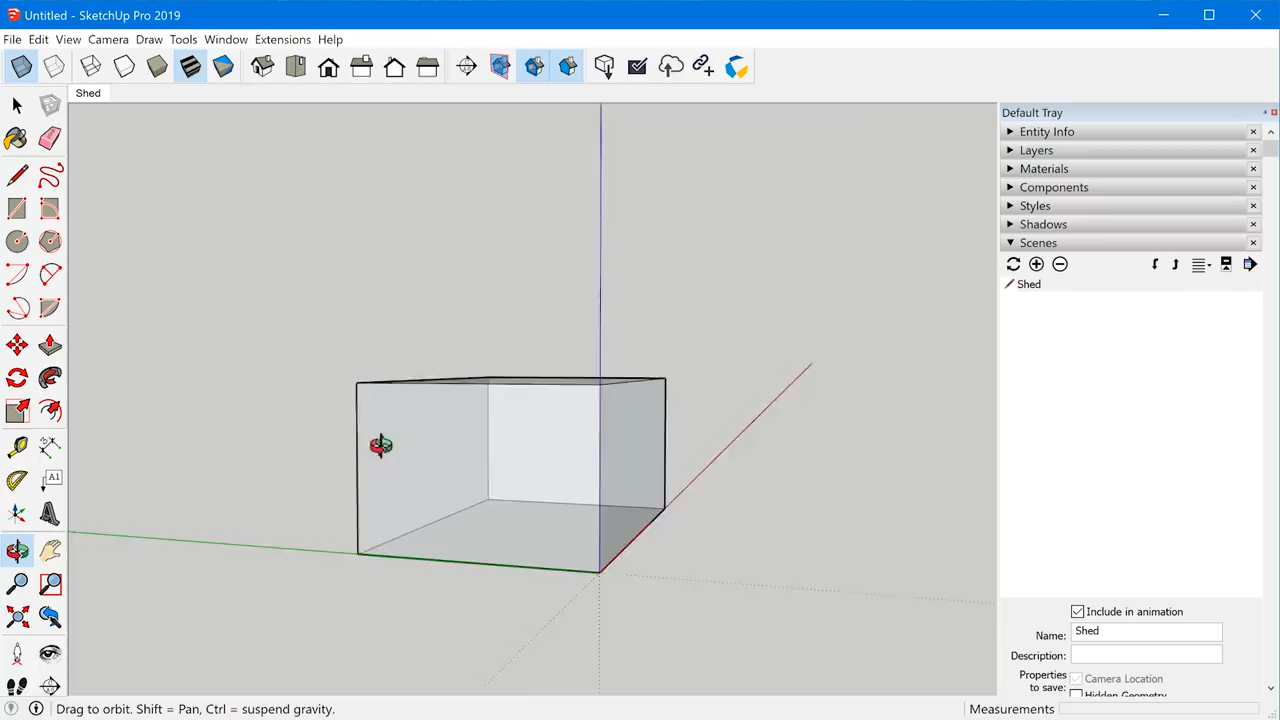 Untitled - SketchUp Pro 2019
File Edit View Camera Draw Tools Window Extensions Help
Shed
Default Tray
Entity Info
Layers
Materials
Components
Styles
Shadows
Scenes
Shed
A1
Include in animation
Name: Shed
Description:
Properties to save: Camera Location
Hidden Geometry
Drag to orbit. Shift = Pan, Ctrl = suspend gravity.
Measurements